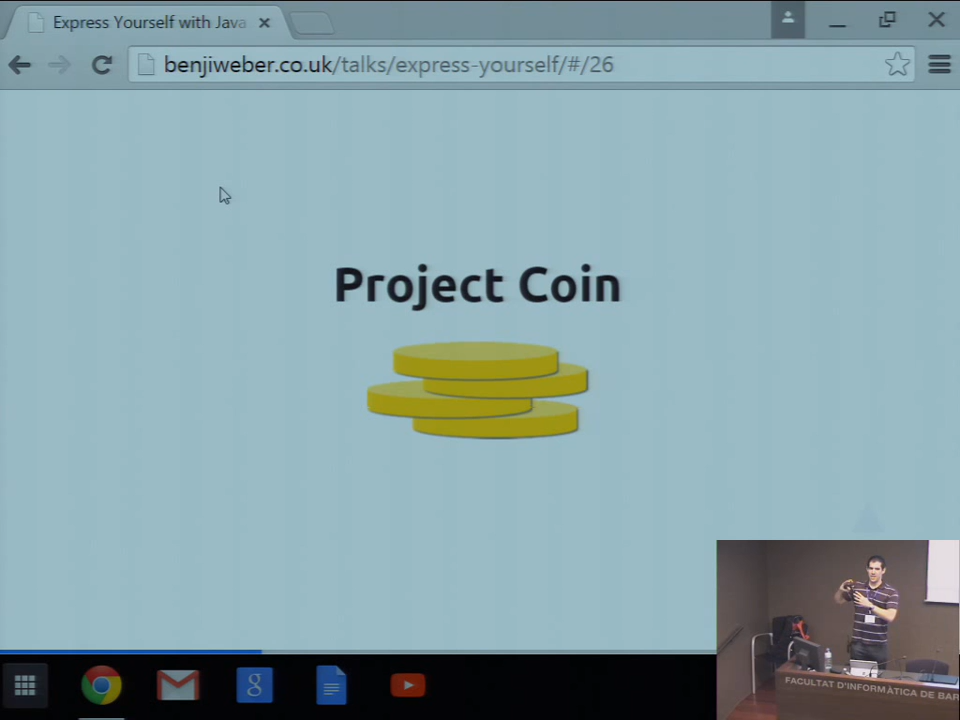 Express Yourself with Java
benjiweber.co.uk/talks/express-yourself/#/26
Project Coin
g
FACULTAT D'INFORMÀTICA DE BAR